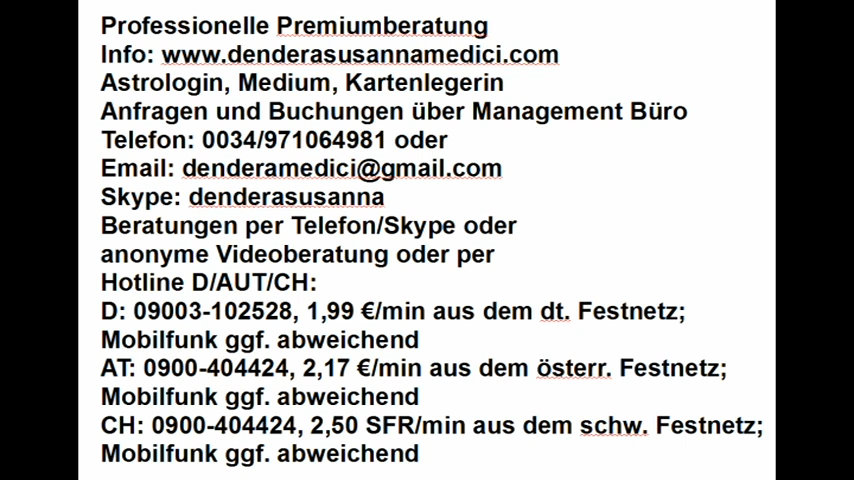 Professionelle Premiumberatung
Info: www.denderasusannamedici.com
Astrologin, Medium, Kartenlegerin
Anfragen und Buchungen über Management Büro
Telefon: 0034/971064981 oder
Email: denderamedici@gmail.com
Skype: denderasusanna
Beratungen per Telefon/Skype oder
anonyme Videoberatung oder per
Hotline D/AUT/CH:
D: 09003-102528, 1,99 €/min aus dem dt. Festnetz;
Mobilfunk ggf. abweichend
AT: 0900-404424, 2,17 €/min aus dem österr. Festnetz;
Mobilfunk ggf. abweichend
CH: 0900-404424, 2,50 SFR/min aus dem schw. Festnetz;
Mobilfunk ggf. abweichend